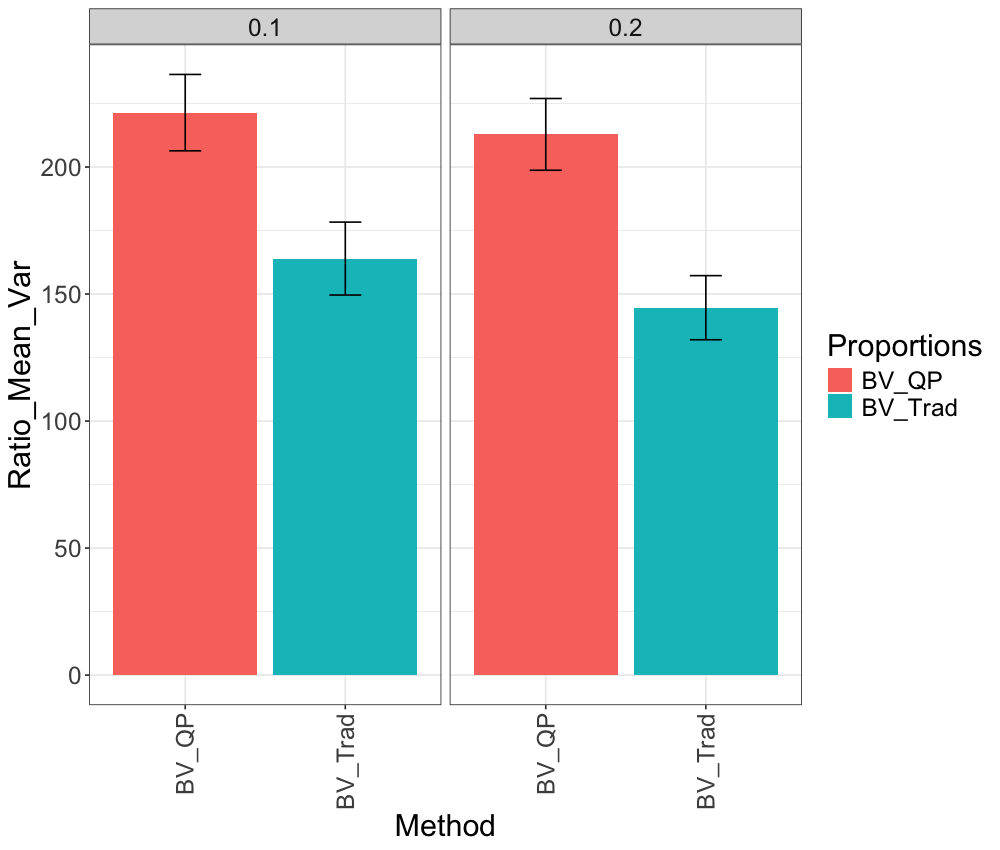 0.1
0.2
Ratio_Mean_Var
200
150
100
50
0
BV_QP
BV_Trad
BV_QP
BV_Trad
Method
Proportions
BV_QP
BV_Trad